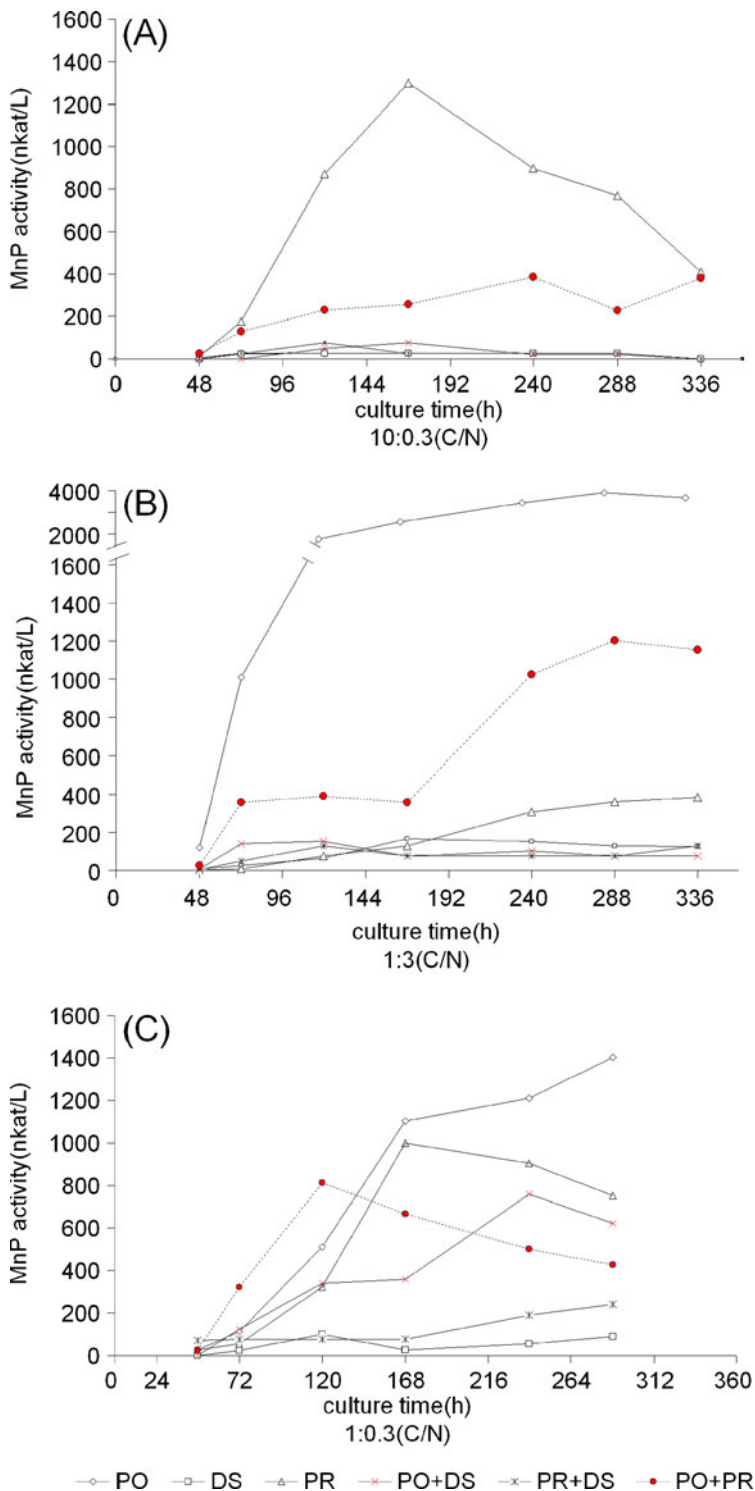 (A)
MnP activity(nkat/L)
1600
1400
1200
1000
800
600
400
200
0
0 48 96 144 192 240 288 336
culture time(h)
10:0.3(C/N)
(B)
MnP activity(nkat/L)
4000
2000
1600
1400
1200
1000
800
600
400
200
0
0 48 96 144 192 240 288 336
culture time(h)
1:3(C/N)
(C)
MnP activity(nkat/L)
1600
1400
1200
1000
800
600
400
200
0
0 24 72 120 168 216 264 312 360
culture time(h)
1:0.3(C/N)
PO DS PR PO+DS PR+DS PO+PR